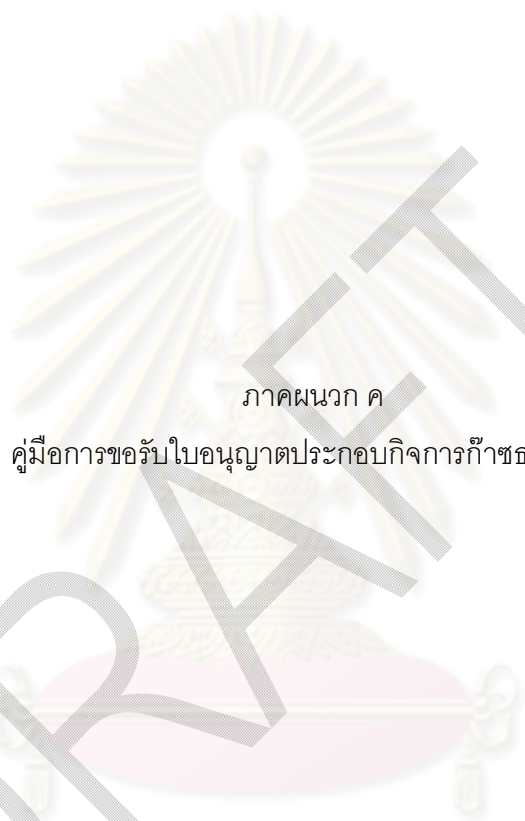 ภาคผนวก ค
คู่มือการขอรับใบอนุญาตประกอบกิจการก๊าซธ